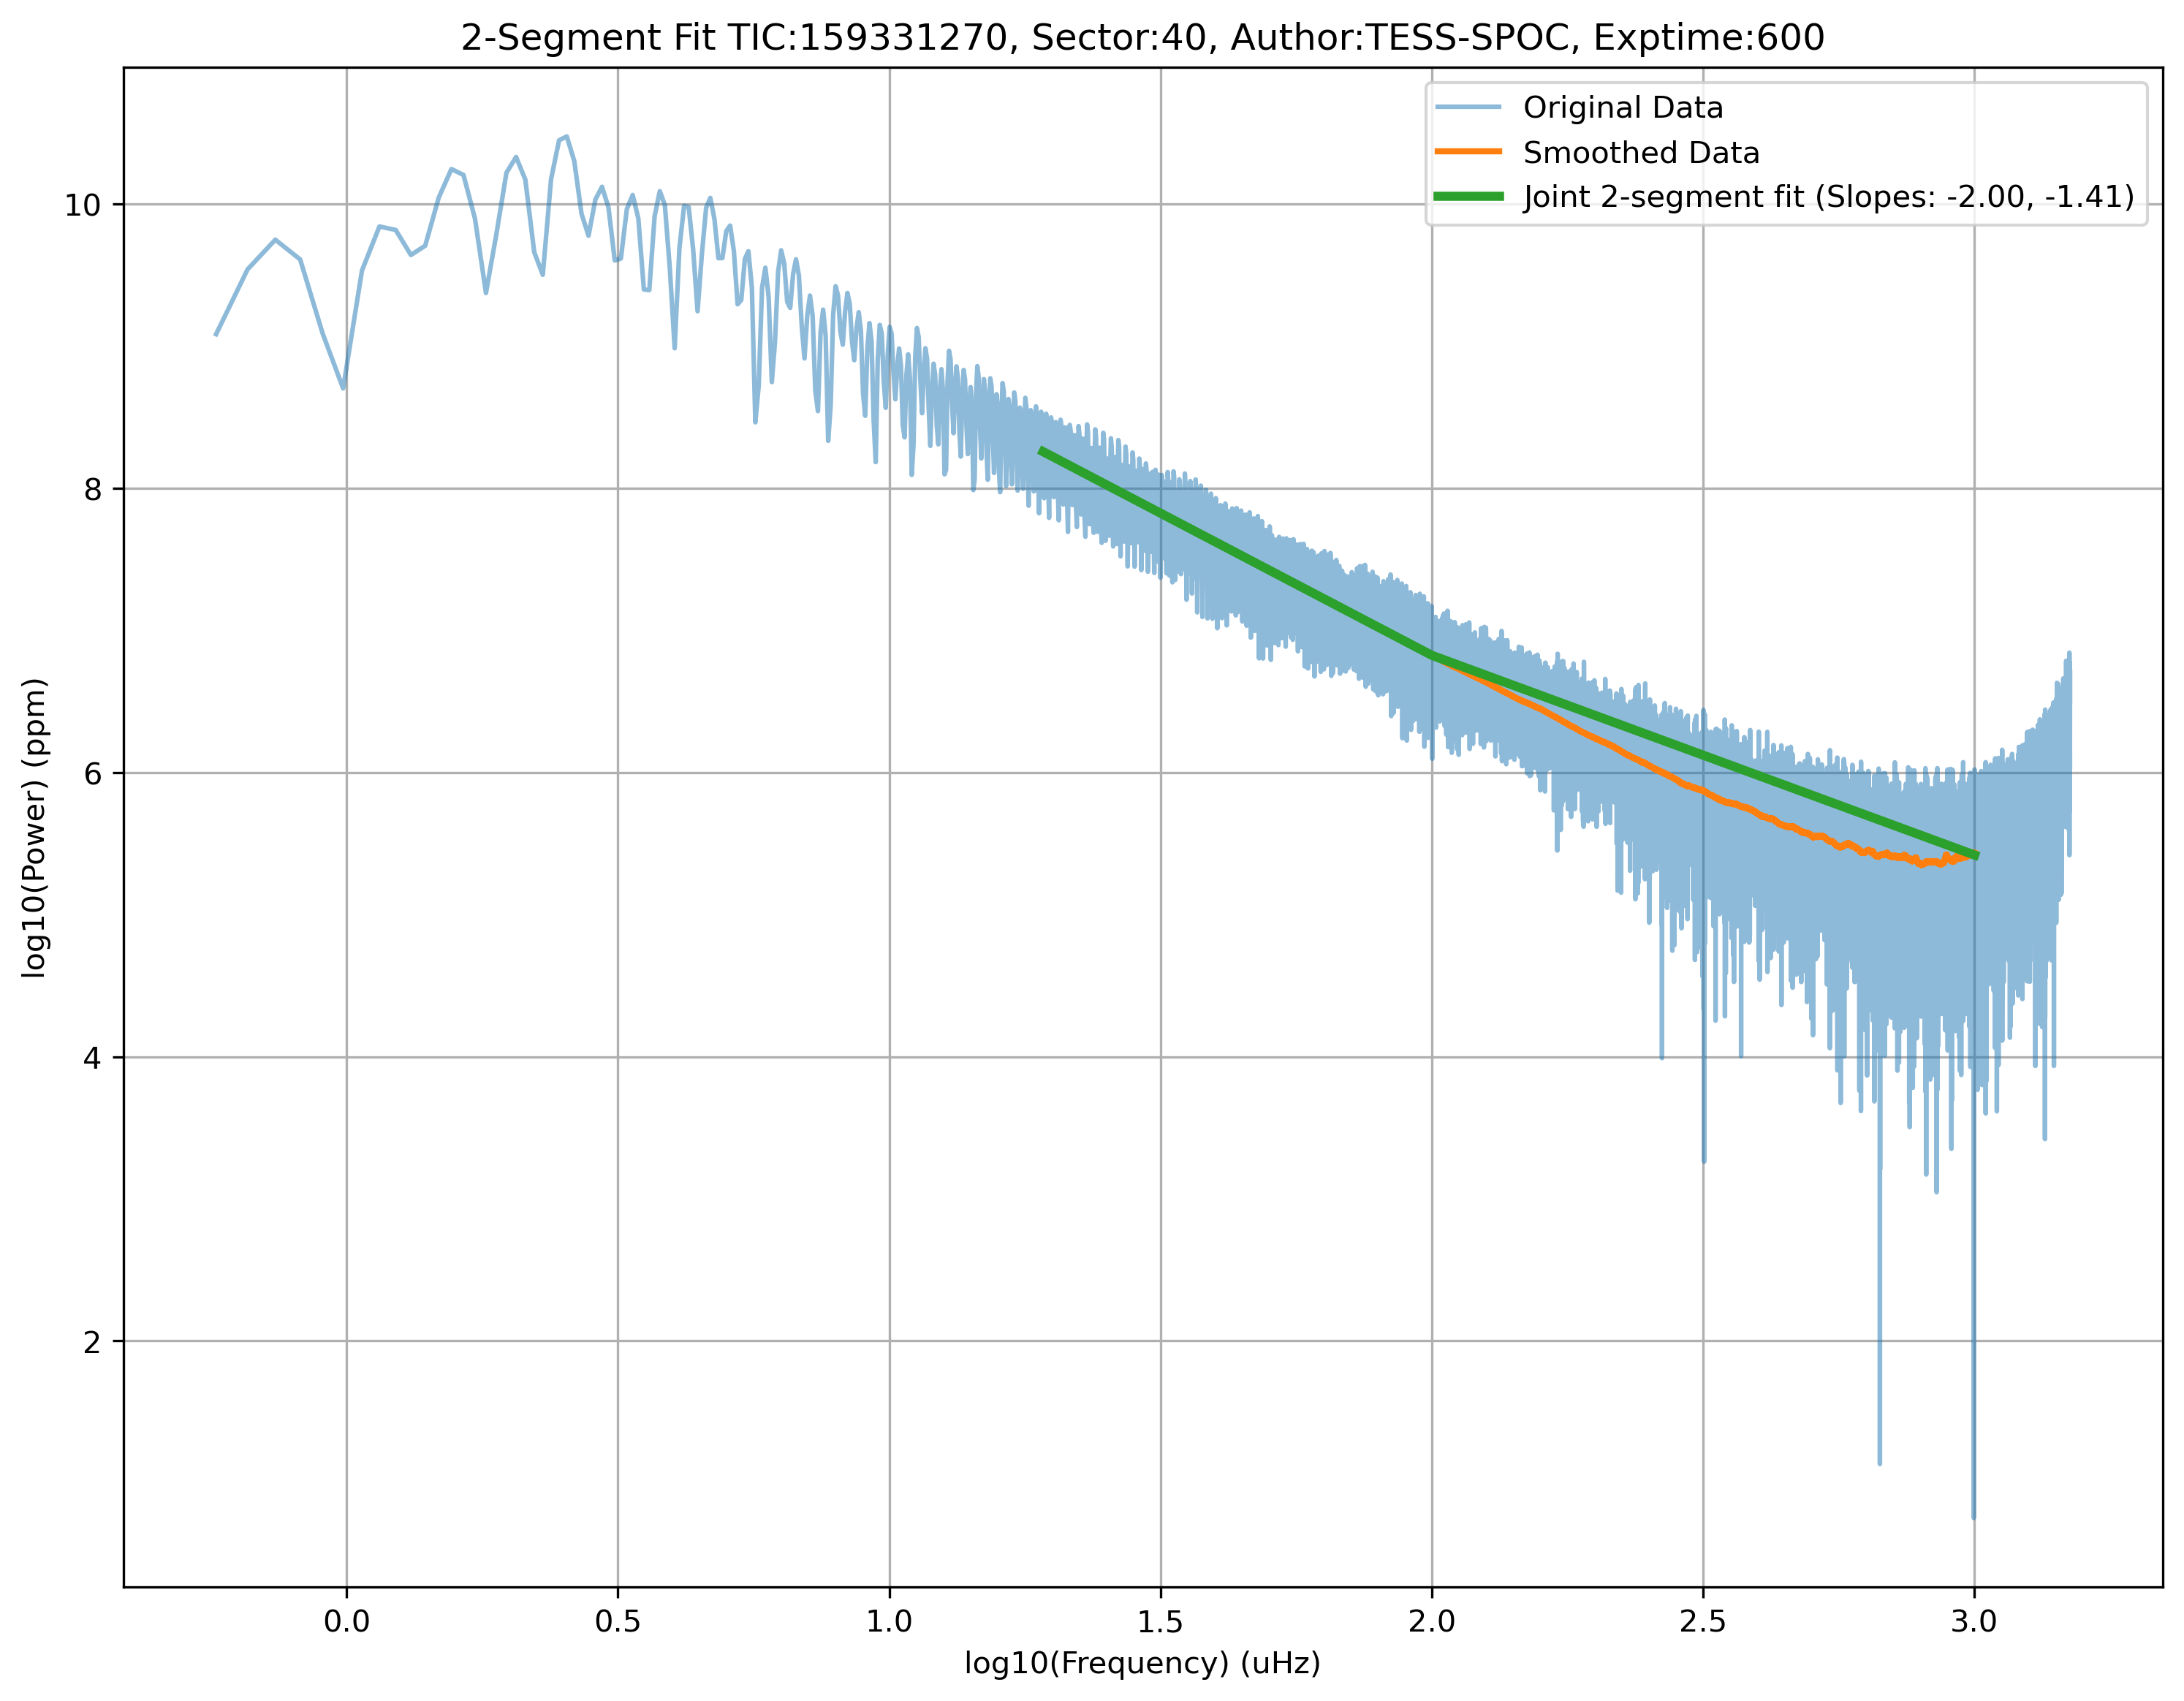 2-Segment Fit TIC:159331270, Sector:40, Author:TESS-SPOC, Exptime:600
Original Data
Smoothed Data
Joint 2-segment fit (Slopes: -2.00, -1.41)
log10(Power) (ppm)
10
8
6
4
2
0.0 0.5 1.0 1.5 2.0 2.5 3.0
log10(Frequency) (uHz)